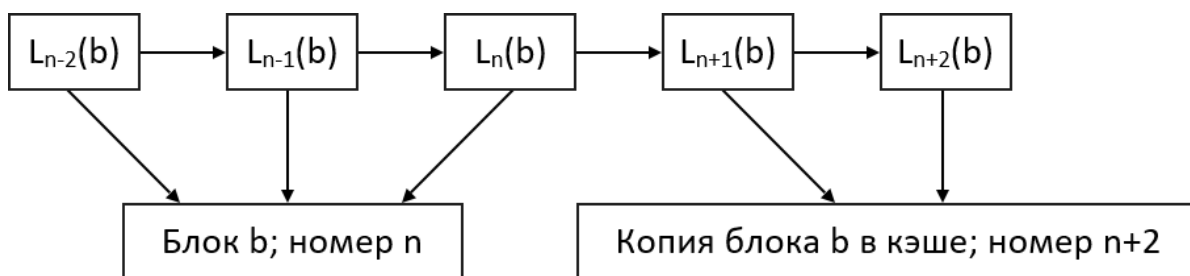 Lₙ₋₂(b) Lₙ₋₁(b) Lₙ(b) Lₙ₊₁(b) Lₙ₊₂(b)
Блок b; номер n Копия блока b в кэше; номер n+2